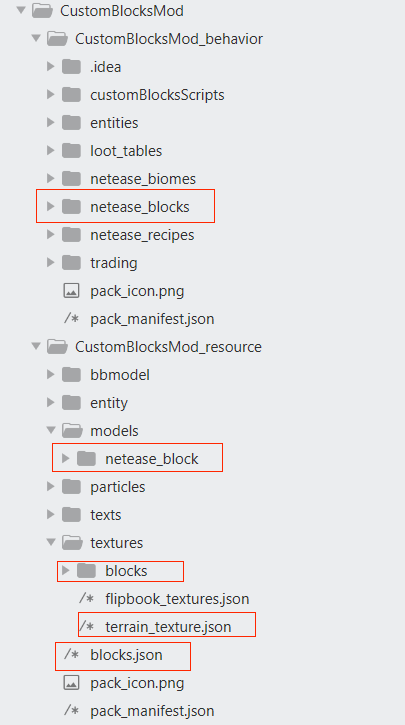 CustomBlocksMod
CustomBlocksMod_behavior
.idea
customBlocksScripts
entities
loot_tables
netease_biomes
netease_blocks
netease_recipes
trading
pack_icon.png
/* pack_manifest.json
CustomBlocksMod_resource
bbmodel
entity
models
netease_block
particles
texts
textures
blocks
/* flipbook_textures.json
/* terrain_texture.json
/* blocks.json
pack_icon.png
/* pack_manifest.json